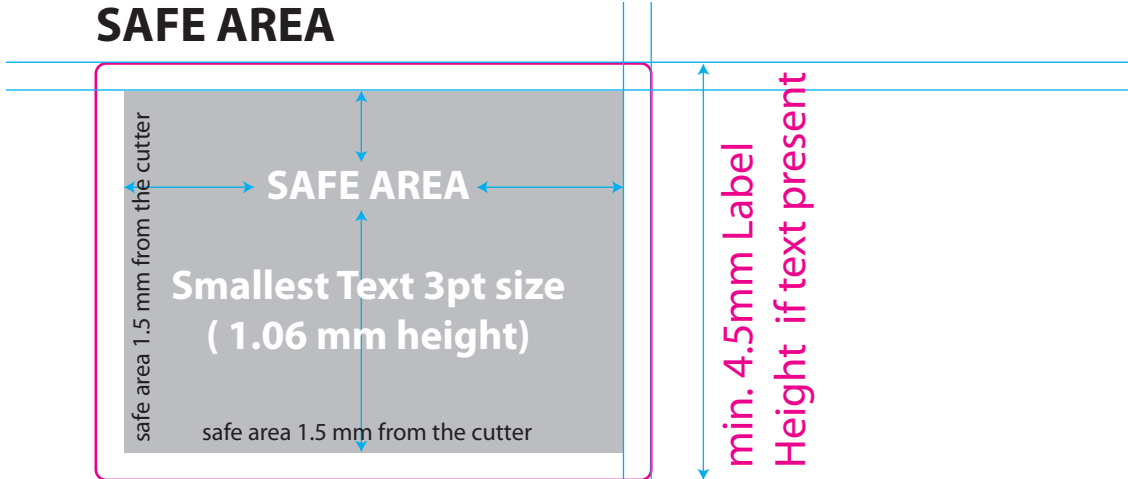 SAFE AREA
safe area 1.5 mm from the cutter
SAFE AREA
Smallest Text 3pt size
( 1.06 mm height)
safe area 1.5 mm from the cutter
min. 4.5mm Label
Height if text present